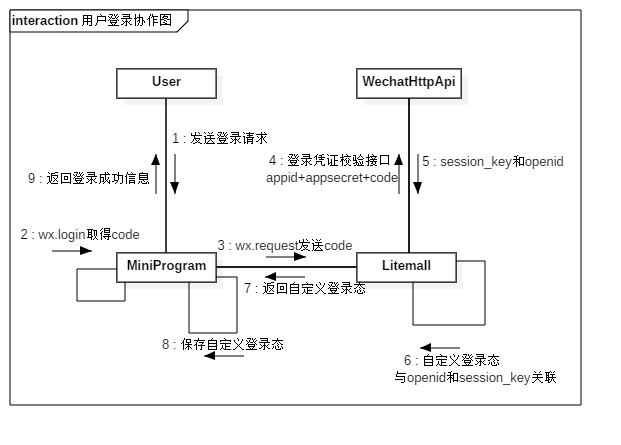 interaction 用户登录协作图
User
WechatHttpApi
1 : 发送登录请求
4 : 登录凭证校验接口
appid+appsecret+code
5 : session_key和openid
9 : 返回登录成功信息
2 : wx.login取得code
3 : wx.request发送code
MiniProgram
Litemall
7 : 返回自定义登录态
8 : 保存自定义登录态
6 : 自定义登录态
与openid和session_key关联